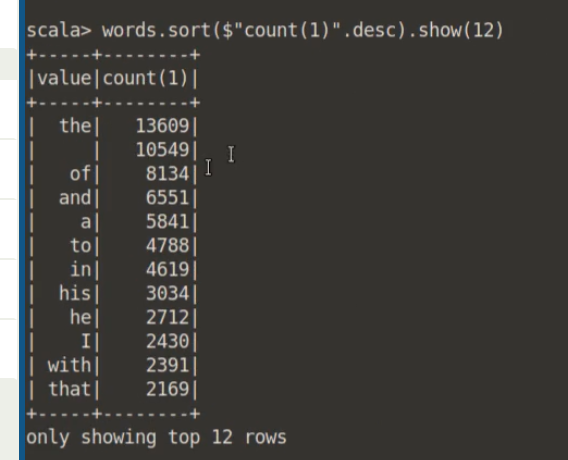 scala> words.sort($"count(1)".desc).show(12)
+-----+--------+
|value|count(1)|
+-----+--------+
|  the|   13609|
|     |   10549|
|   of|    8134|
|  and|    6551|
|    a|    5841|
|   to|    4788|
|   in|    4619|
|  his|    3034|
|   he|    2712|
|    I|    2430|
| with|    2391|
| that|    2169|
+-----+--------+
only showing top 12 rows